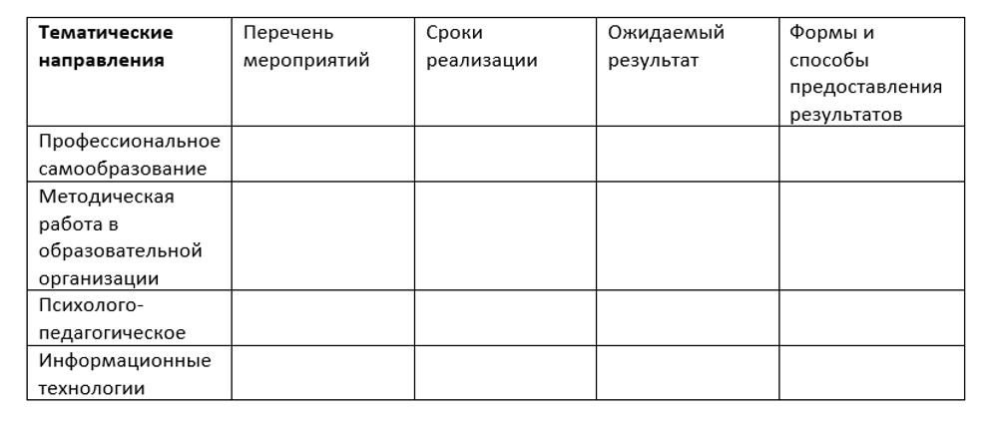 Тематические
направления
Перечень
мероприятий
Сроки
реализации
Ожидаемый
результат
Формы и
способы
предоставления
результатов
Профессиональное
самообразование
Методическая
работа в
образовательной
организации
Психолого-
педагогическое
Информационные
технологии